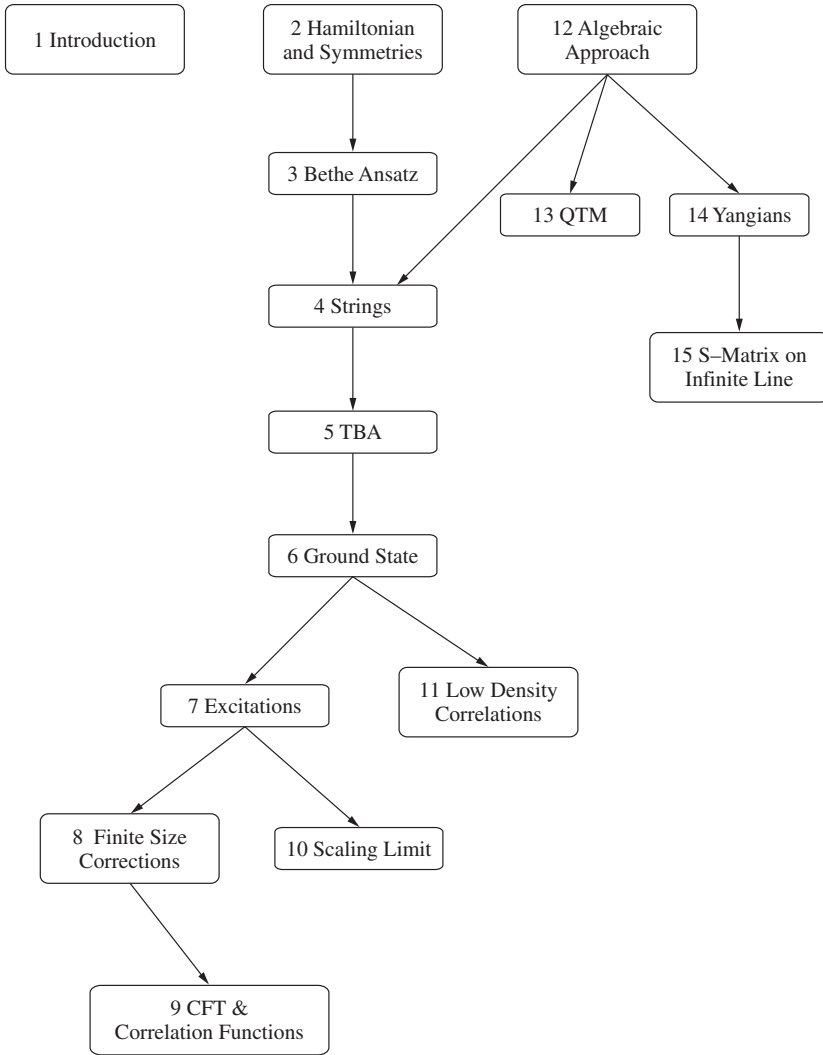 1 Introduction
2 Hamiltonian
and Symmetries
12 Algebraic
Approach
3 Bethe Ansatz
13 QTM
14 Yangians
4 Strings
15 S–Matrix on
Infinite Line
5 TBA
6 Ground State
7 Excitations
11 Low Density
Correlations
8 Finite Size
Corrections
10 Scaling Limit
9 CFT &
Correlation Functions